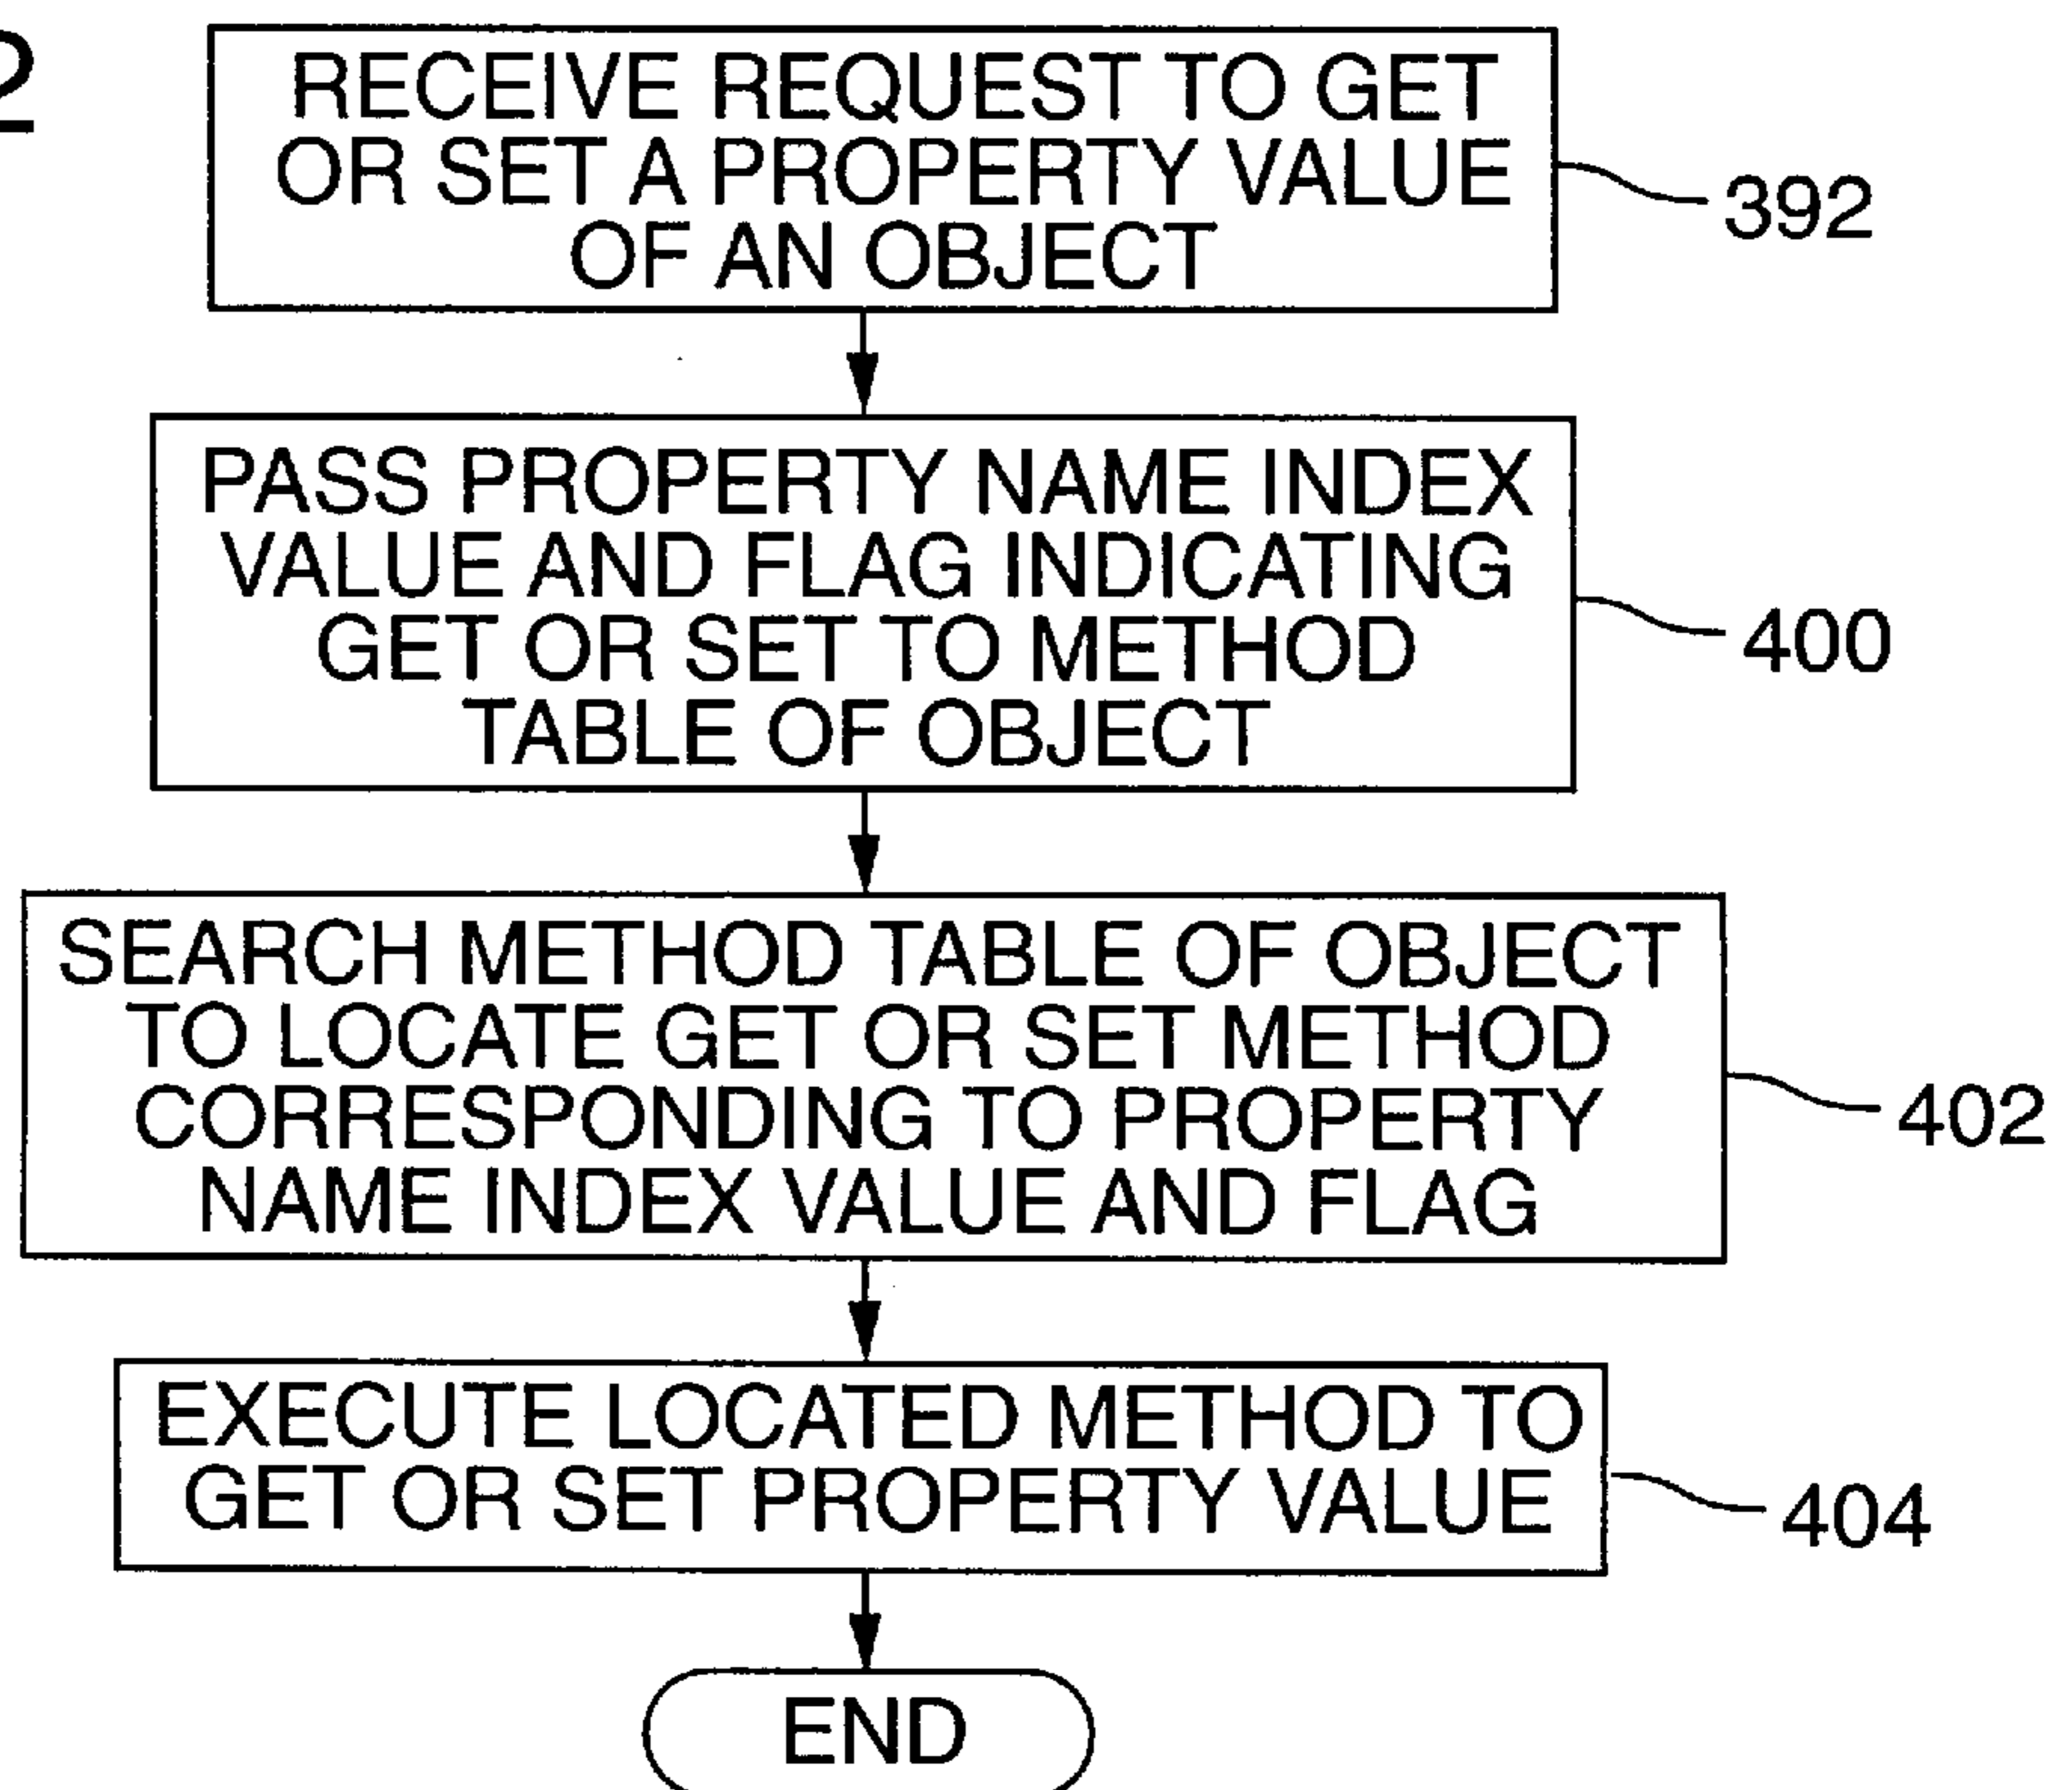 2
RECEIVE REQUEST TO GET
OR SET A PROPERTY VALUE
OF AN OBJECT
392
PASS PROPERTY NAME INDEX
VALUE AND FLAG INDICATING
GET OR SET TO METHOD
TABLE OF OBJECT
400
SEARCH METHOD TABLE OF OBJECT
TO LOCATE GET OR SET METHOD
CORRESPONDING TO PROPERTY
NAME INDEX VALUE AND FLAG
402
EXECUTE LOCATED METHOD TO
GET OR SET PROPERTY VALUE
404
END